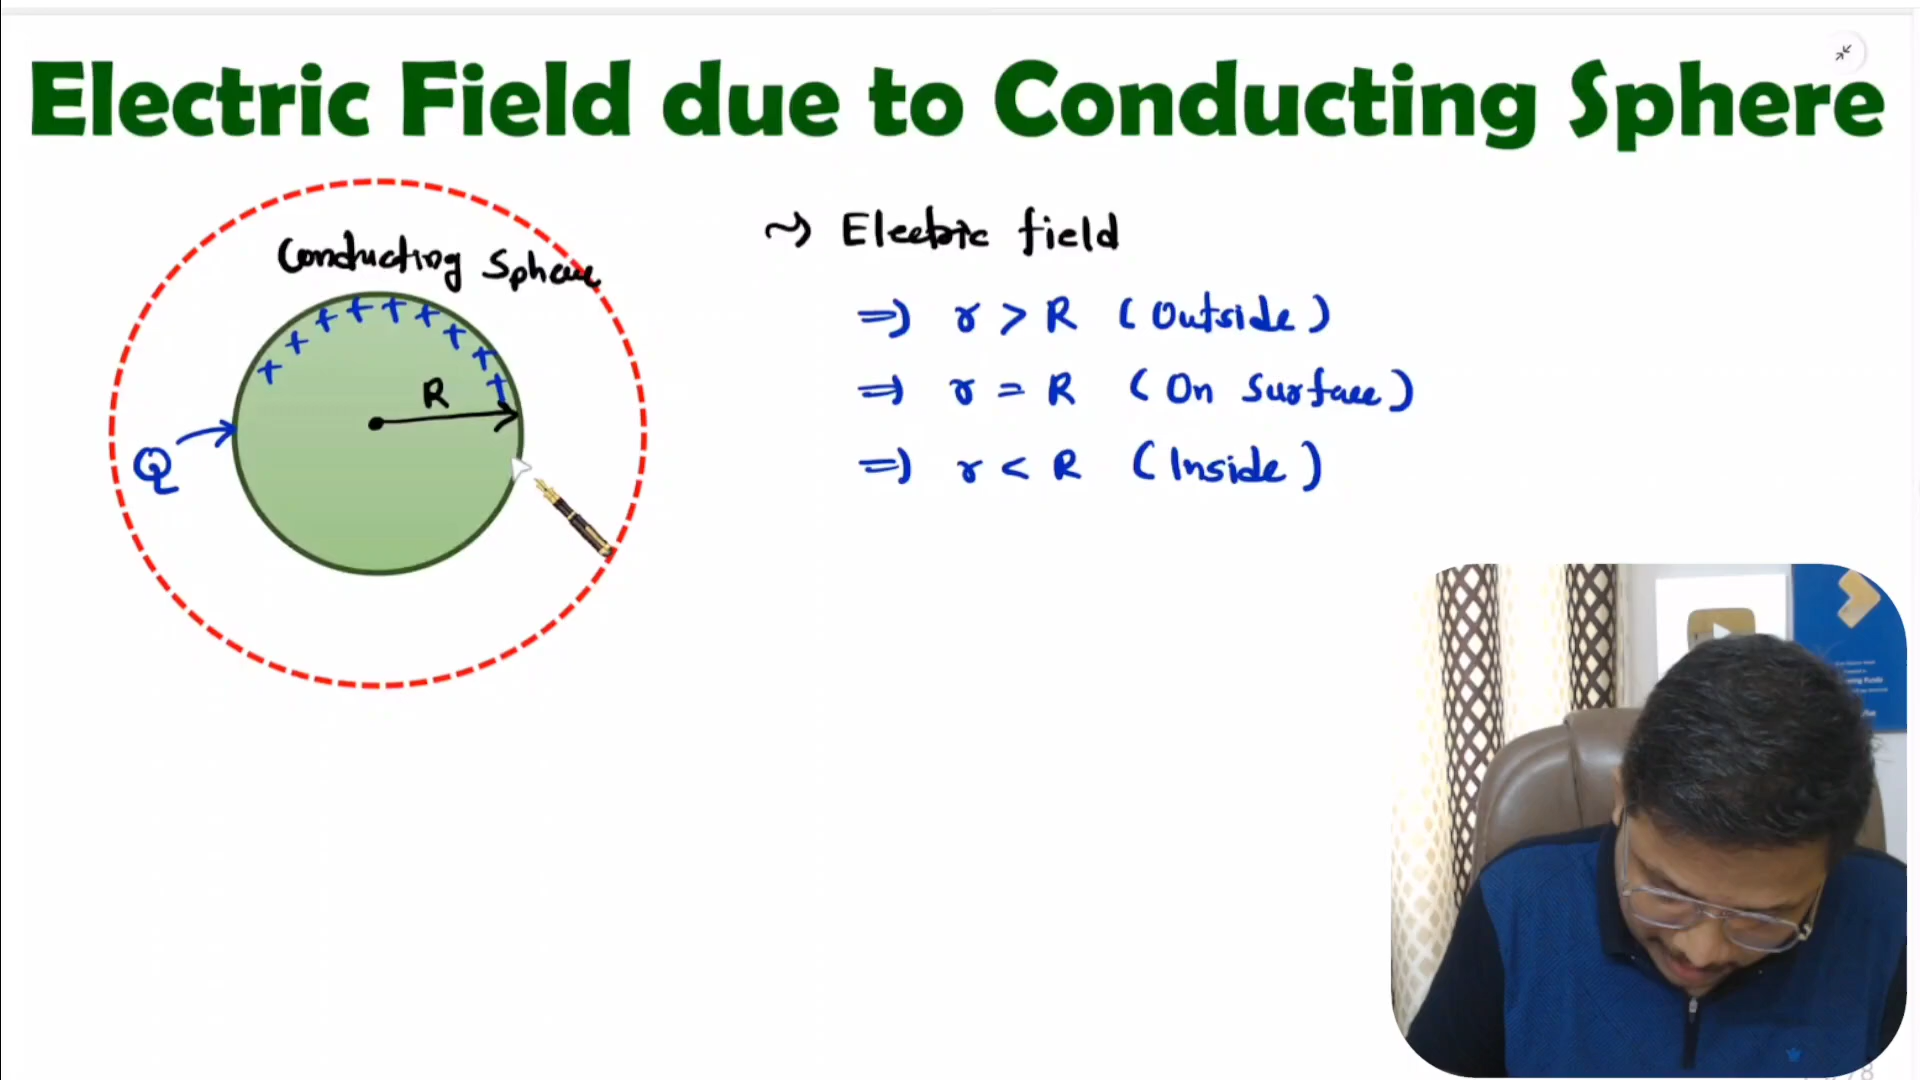 Electric Field due to Conducting Sphere
Conducting Sphere
+ + + + + + + + + +
R
Q
~) Electric field
=) r > R (Outside)
=) r = R (On Surface)
=) r < R (Inside)